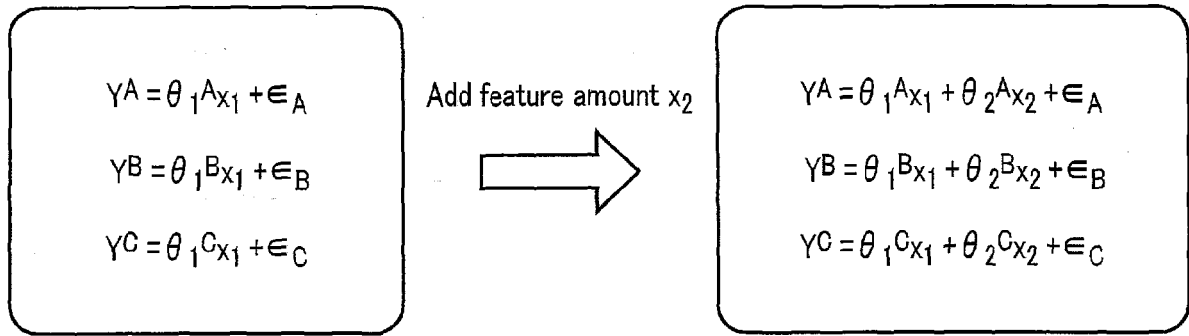 Y^A = θ_1^A x_1 + ∈_A
Y^B = θ_1^B x_1 + ∈_B
Y^C = θ_1^C x_1 + ∈_C
Add feature amount x_2
Y^A = θ_1^A x_1 + θ_2^A x_2 + ∈_A
Y^B = θ_1^B x_1 + θ_2^B x_2 + ∈_B
Y^C = θ_1^C x_1 + θ_2^C x_2 + ∈_C